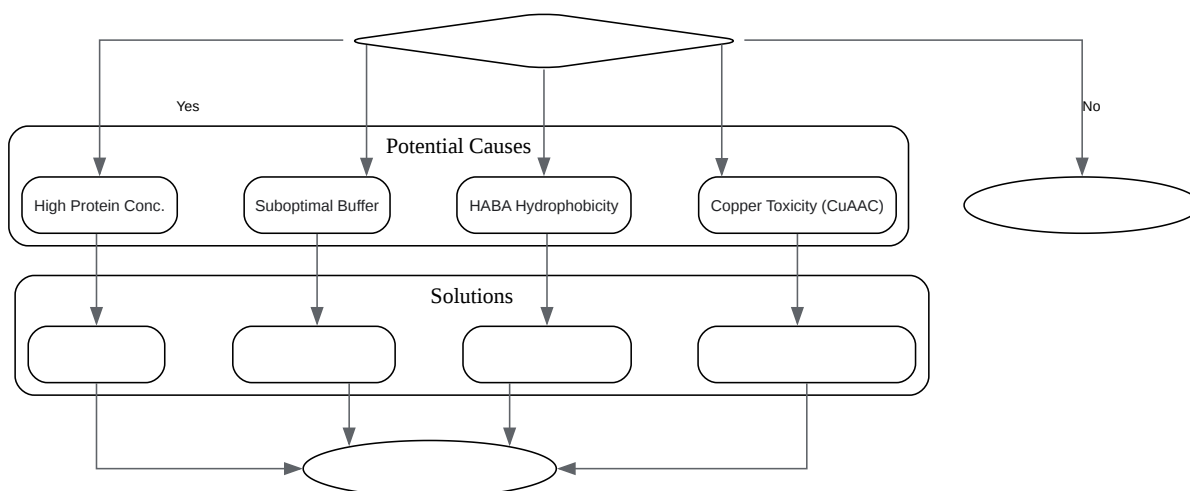 Yes
No
Potential Causes
High Protein Conc.
Suboptimal Buffer
HABA Hydrophobicity
Copper Toxicity (CuAAC)
Solutions